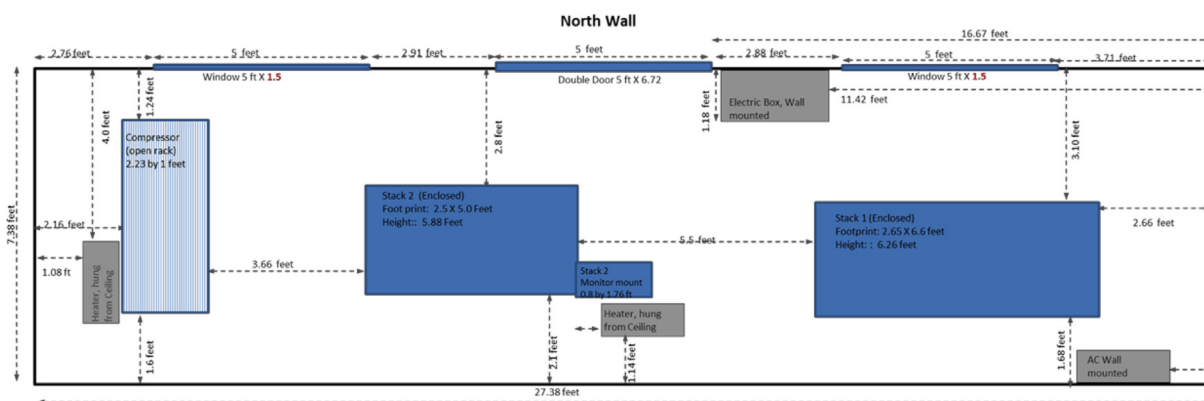 North Wall
16.67 feet
2.76 feet
5 feet
2.91 feet
5 feet
2.88 feet
5 feet
3.71 feet
Window 5 ft X 1.5
Double Door 5 ft X 6.72
Window 5 ft X 1.5
1.24 feet
4.0 feet
2.8 feet
1.18 feet
Electric Box, Wall
mounted
11.42 feet
3.10 feet
Compressor
(open rack)
2.23 by 1 feet
7.38 feet
Stack 2 (Enclosed)
Foot print: 2.5 X 5.0 Feet
Height:: 5.88 Feet
Stack 1 (Enclosed)
Footprint: 2.65 X 6.6 feet
Height: : 6.26 feet
2.16 feet
2.66 feet
5.5 feet
1.08 ft
Heater, hung
from Ceiling
3.66 feet
Stack 2
Monitor mount
0.8 by 1.76 ft
Heater, hung
from Ceiling
1.6 feet
2.1 feet
1.14 feet
1.68 feet
AC Wall
mounted
27.38 feet